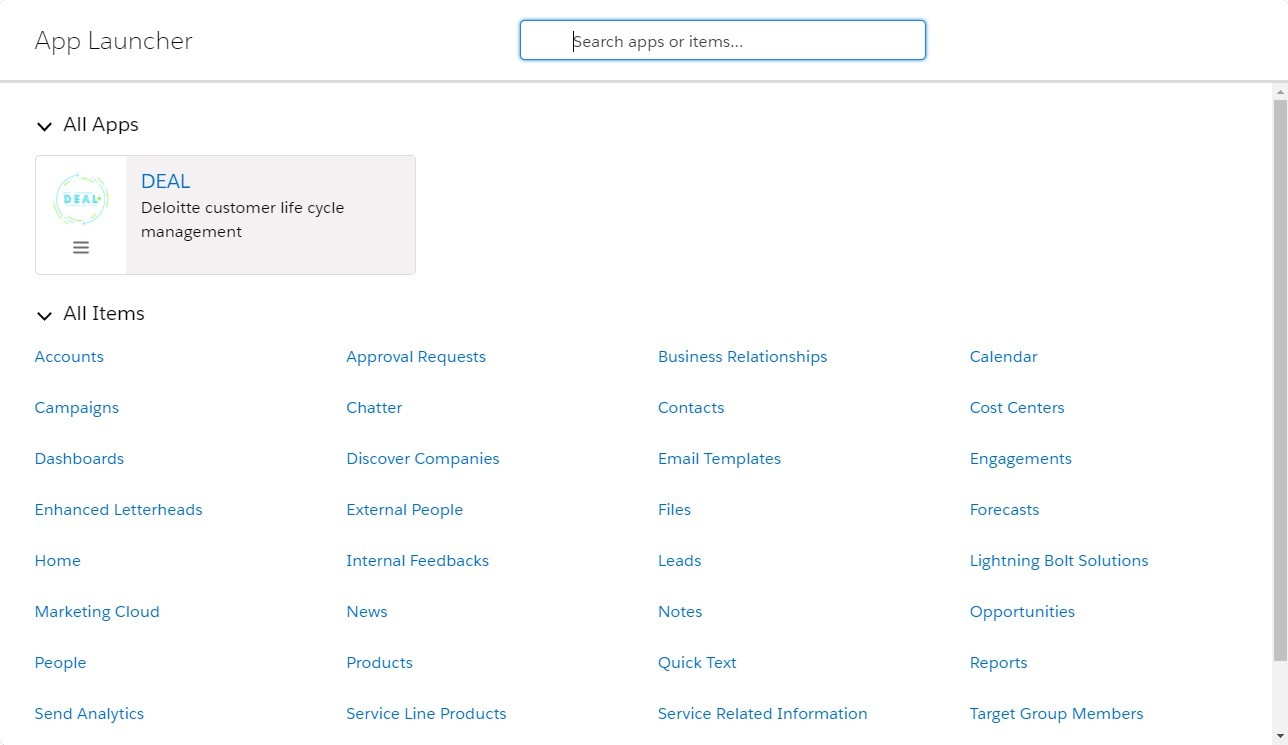 App Launcher
Search apps or items...
All Apps
DEAL
DEAL
Deloitte customer life cycle
management
All Items
Accounts Approval Requests Business Relationships Calendar
Campaigns Chatter Contacts Cost Centers
Dashboards Discover Companies Email Templates Engagements
Enhanced Letterheads External People Files Forecasts
Home Internal Feedbacks Leads Lightning Bolt Solutions
Marketing Cloud News Notes Opportunities
People Products Quick Text Reports
Send Analytics Service Line Products Service Related Information Target Group Members